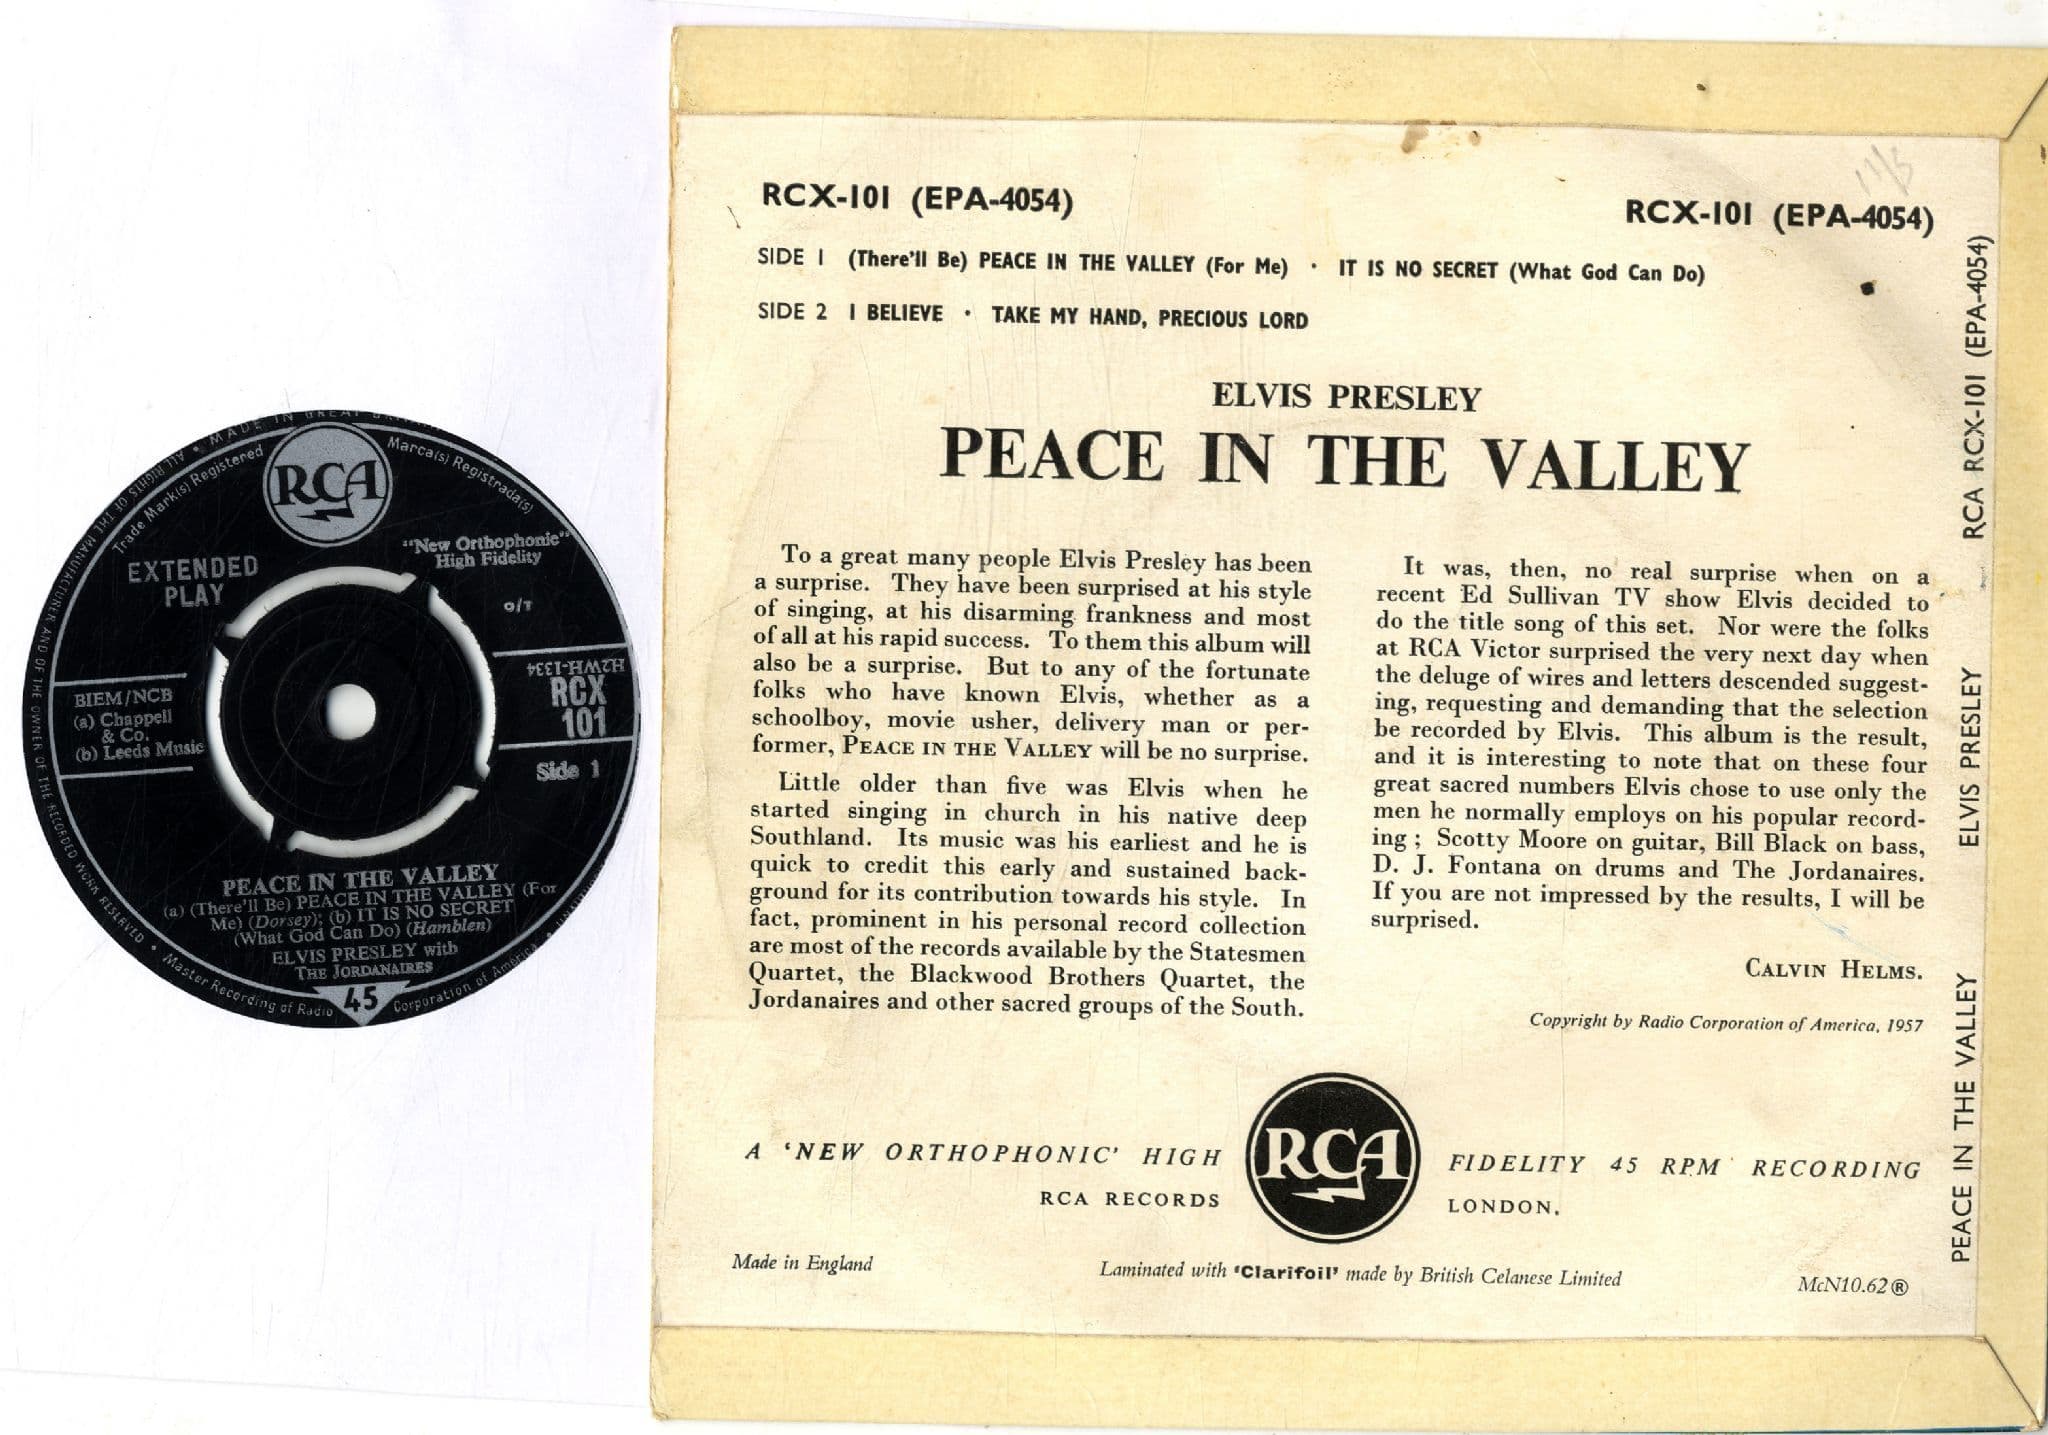 MADE IN GREAT
ALL RIGHTS OF THE MANUFACTURER AND OF THE OWNER OF THE RECORDED WORK RESERVED
Trade Mark(s) Registered
RCA
Marca(s) Registrada(s)
EXTENDED
PLAY
"New Orthophonic"
High Fidelity
O/T
H2WH-1334
RCX
101
Side 1
BIEM/NCB
(a) Chappell
& Co.
(b) Leeds Music
PEACE IN THE VALLEY
(a) (There'll Be) PEACE IN THE VALLEY (For
Me) (Dorsey); (b) IT IS NO SECRET
(What God Can Do) (Hamblen)
ELVIS PRESLEY with
THE JORDANAIRES
Master Recording of Radio
45
Corporation of America
RCX-101 (EPA-4054)
RCX-101 (EPA-4054)
SIDE 1 (There'll Be) PEACE IN THE VALLEY (For Me) · IT IS NO SECRET (What God Can Do)
SIDE 2 I BELIEVE · TAKE MY HAND, PRECIOUS LORD
ELVIS PRESLEY
PEACE IN THE VALLEY
To a great many people Elvis Presley has been
a surprise. They have been surprised at his style
of singing, at his disarming frankness and most
of all at his rapid success. To them this album will
also be a surprise. But to any of the fortunate
folks who have known Elvis, whether as a
schoolboy, movie usher, delivery man or per-
former, PEACE IN THE VALLEY will be no surprise.
Little older than five was Elvis when he
started singing in church in his native deep
Southland. Its music was his earliest and he is
quick to credit this early and sustained back-
ground for its contribution towards his style. In
fact, prominent in his personal record collection
are most of the records available by the Statesmen
Quartet, the Blackwood Brothers Quartet, the
Jordanaires and other sacred groups of the South.
It was, then, no real surprise when on a
recent Ed Sullivan TV show Elvis decided to
do the title song of this set. Nor were the folks
at RCA Victor surprised the very next day when
the deluge of wires and letters descended suggest-
ing, requesting and demanding that the selection
be recorded by Elvis. This album is the result,
and it is interesting to note that on these four
great sacred numbers Elvis chose to use only the
men he normally employs on his popular record-
ing ; Scotty Moore on guitar, Bill Black on bass,
D. J. Fontana on drums and The Jordanaires.
If you are not impressed by the results, I will be
surprised.
CALVIN HELMS.
Copyright by Radio Corporation of America, 1957
A 'NEW ORTHOPHONIC' HIGH
RCA RECORDS
RCA
FIDELITY 45 RPM RECORDING
LONDON.
Made in England
Laminated with 'Clarifoil' made by British Celanese Limited
McN10.62 ®
PEACE IN THE VALLEY ELVIS PRESLEY RCA RCX-101 (EPA-4054)